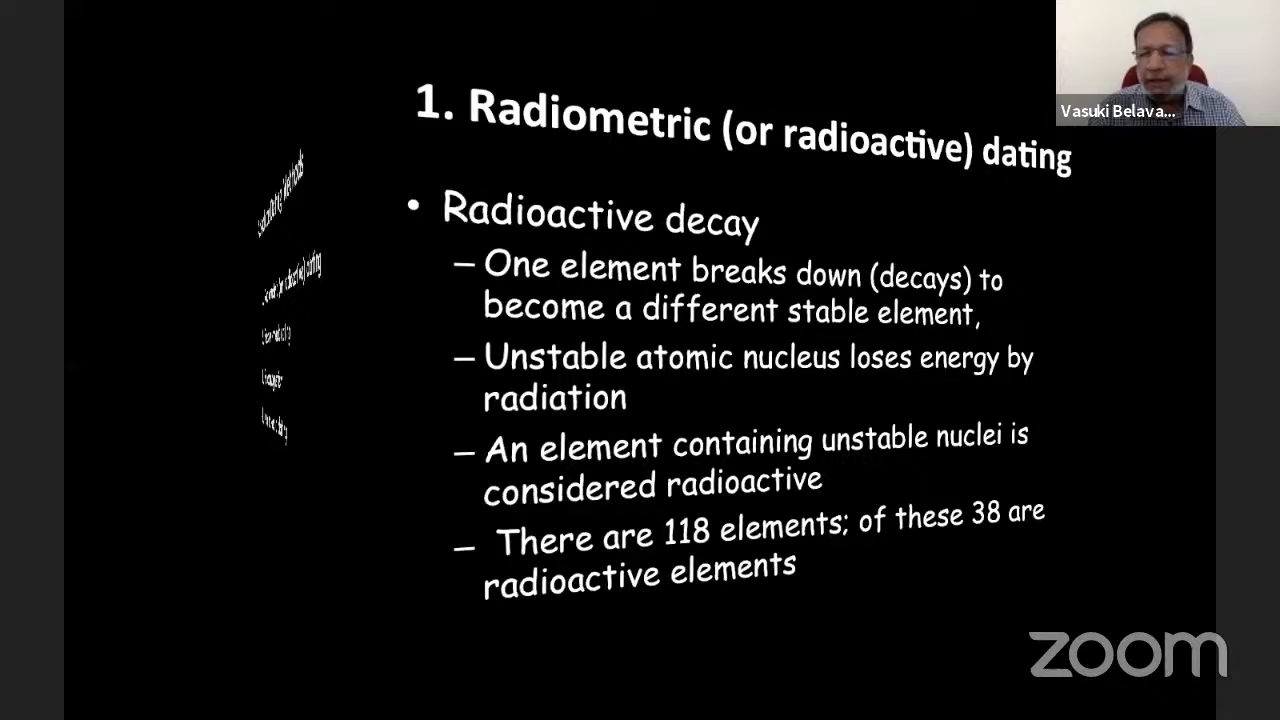 Vasuki Belava...
1. Radiometric (or radioactive) dating
• Radioactive decay
– One element breaks down (decays) to
become a different stable element,
– Unstable atomic nucleus loses energy by
radiation
– An element containing unstable nuclei is
considered radioactive
– There are 118 elements; of these 38 are
radioactive elements
zoom